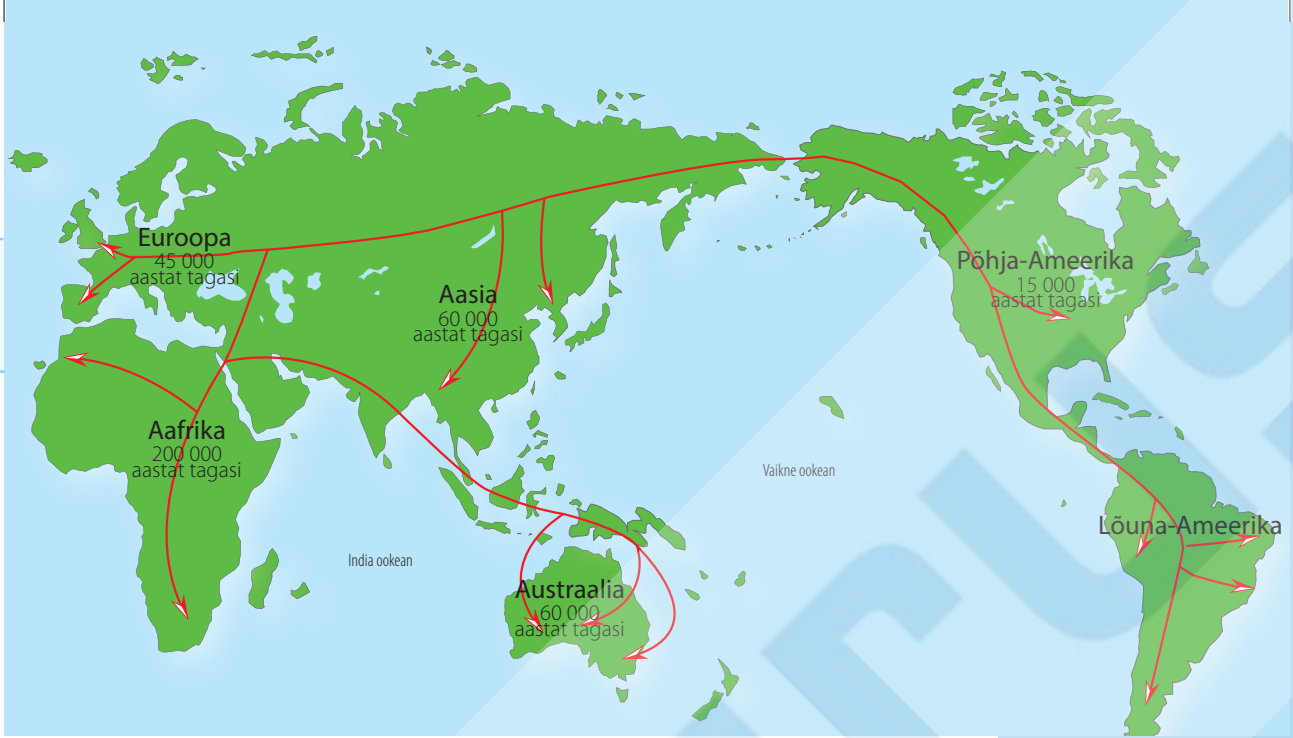 Euroopa
45 000
aastat tagasi
Aasia
60 000
aastat tagasi
Põhja-Ameerika
15 000
aastat tagasi
Aafrika
200 000
aastat tagasi
Vaikne ookean
Lõuna-Ameerika
India ookean
Austraalia
60 000
aastat tagasi